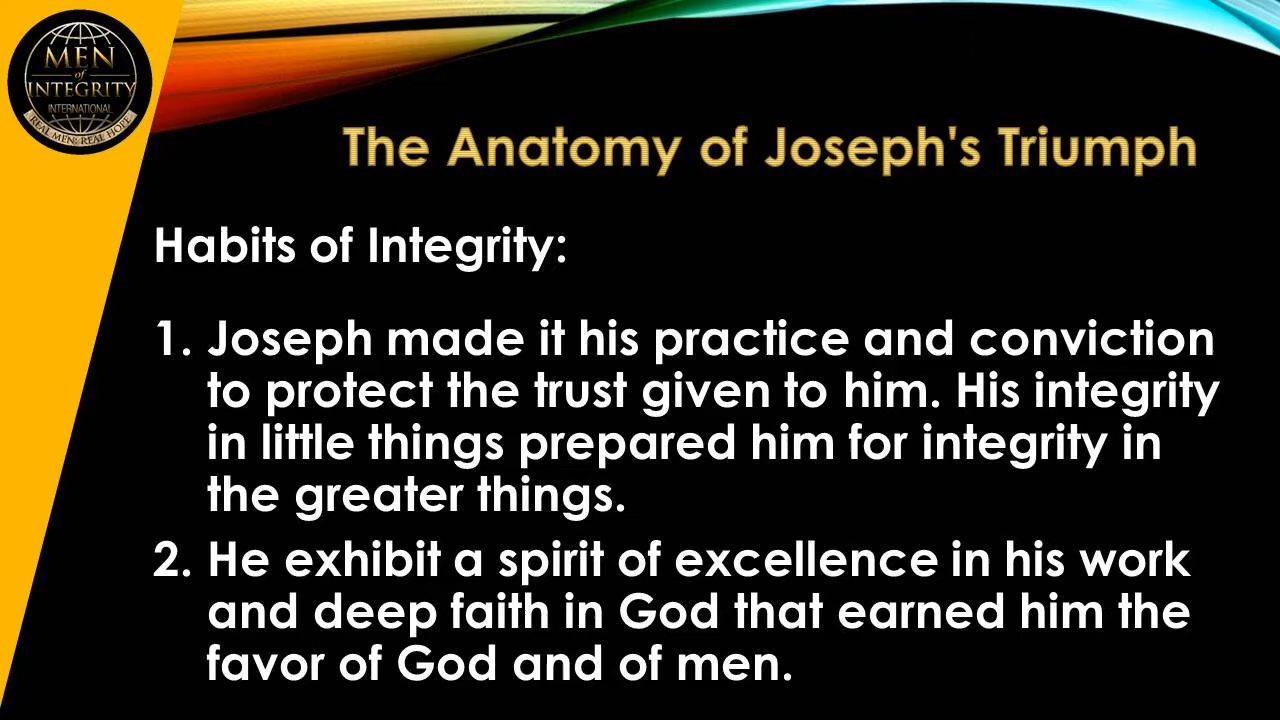 MEN
of
INTEGRITY
INTERNATIONAL
REAL MEN: REAL HOPE
The Anatomy of Joseph's Triumph
Habits of Integrity:
1. Joseph made it his practice and conviction
to protect the trust given to him. His integrity
in little things prepared him for integrity in
the greater things.
2. He exhibit a spirit of excellence in his work
and deep faith in God that earned him the
favor of God and of men.